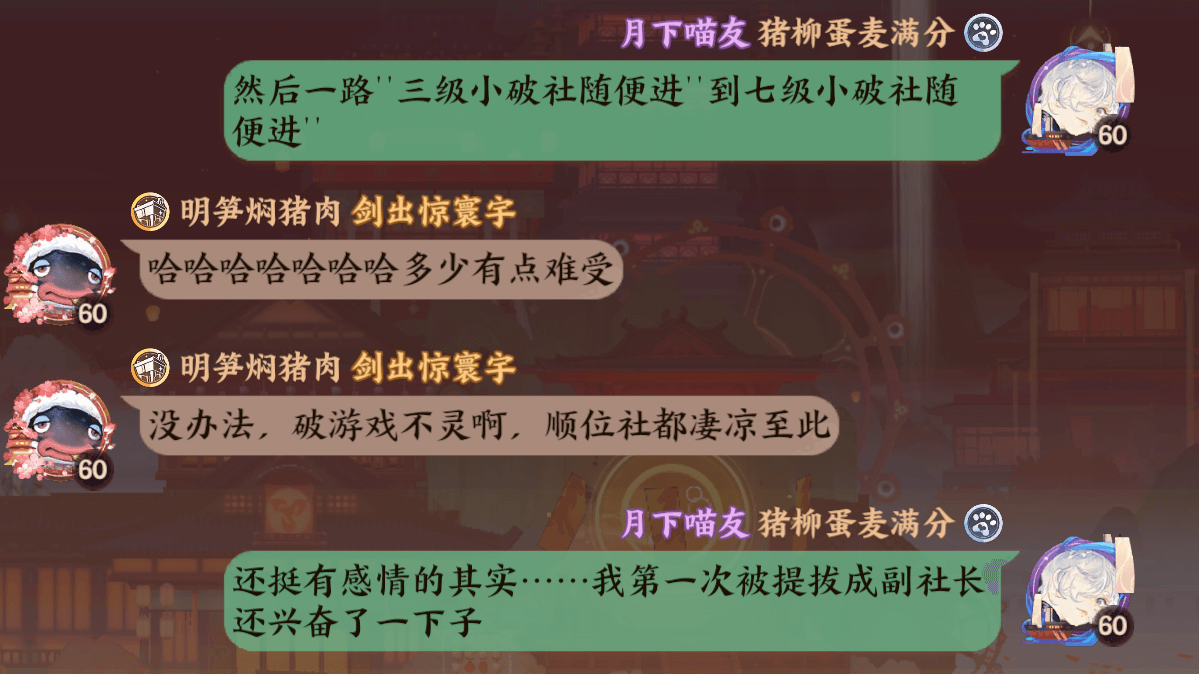 月下喵友 猪柳蛋麦满分
然后一路''三级小破社随便进''到七级小破社随
便进''
60
明笋焖猪肉 剑出惊寰宇
哈哈哈哈哈哈哈多少有点难受
60
明笋焖猪肉 剑出惊寰宇
没办法，破游戏不灵啊，顺位社都凄凉至此
60
月下喵友 猪柳蛋麦满分
还挺有感情的其实……我第一次被提拔成副社长
还兴奋了一下子
60